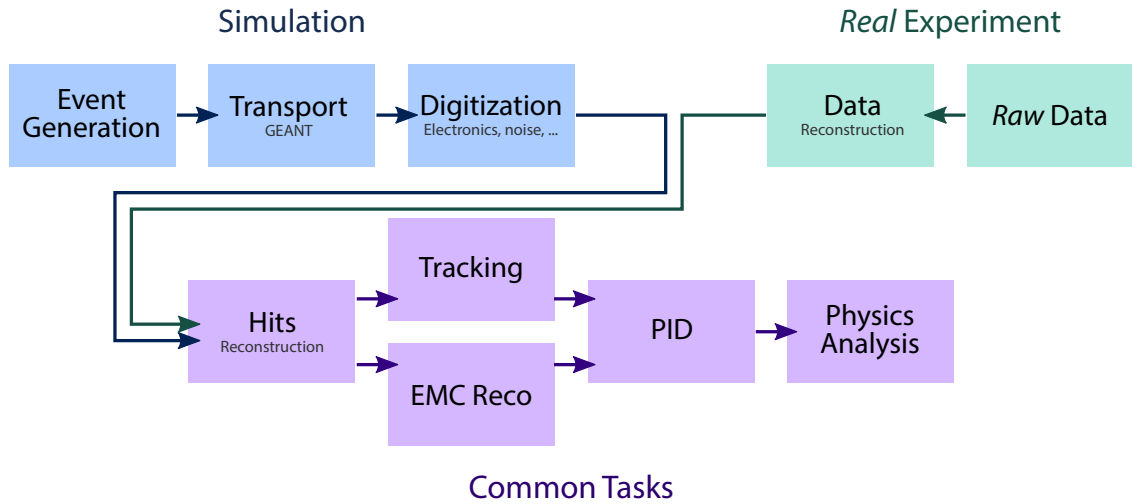 Simulation
Real Experiment
Event
Generation
Transport
GEANT
Digitization
Electronics, noise, ...
Data
Reconstruction
Raw Data
Hits
Reconstruction
Tracking
EMC Reco
PID
Physics
Analysis
Common Tasks